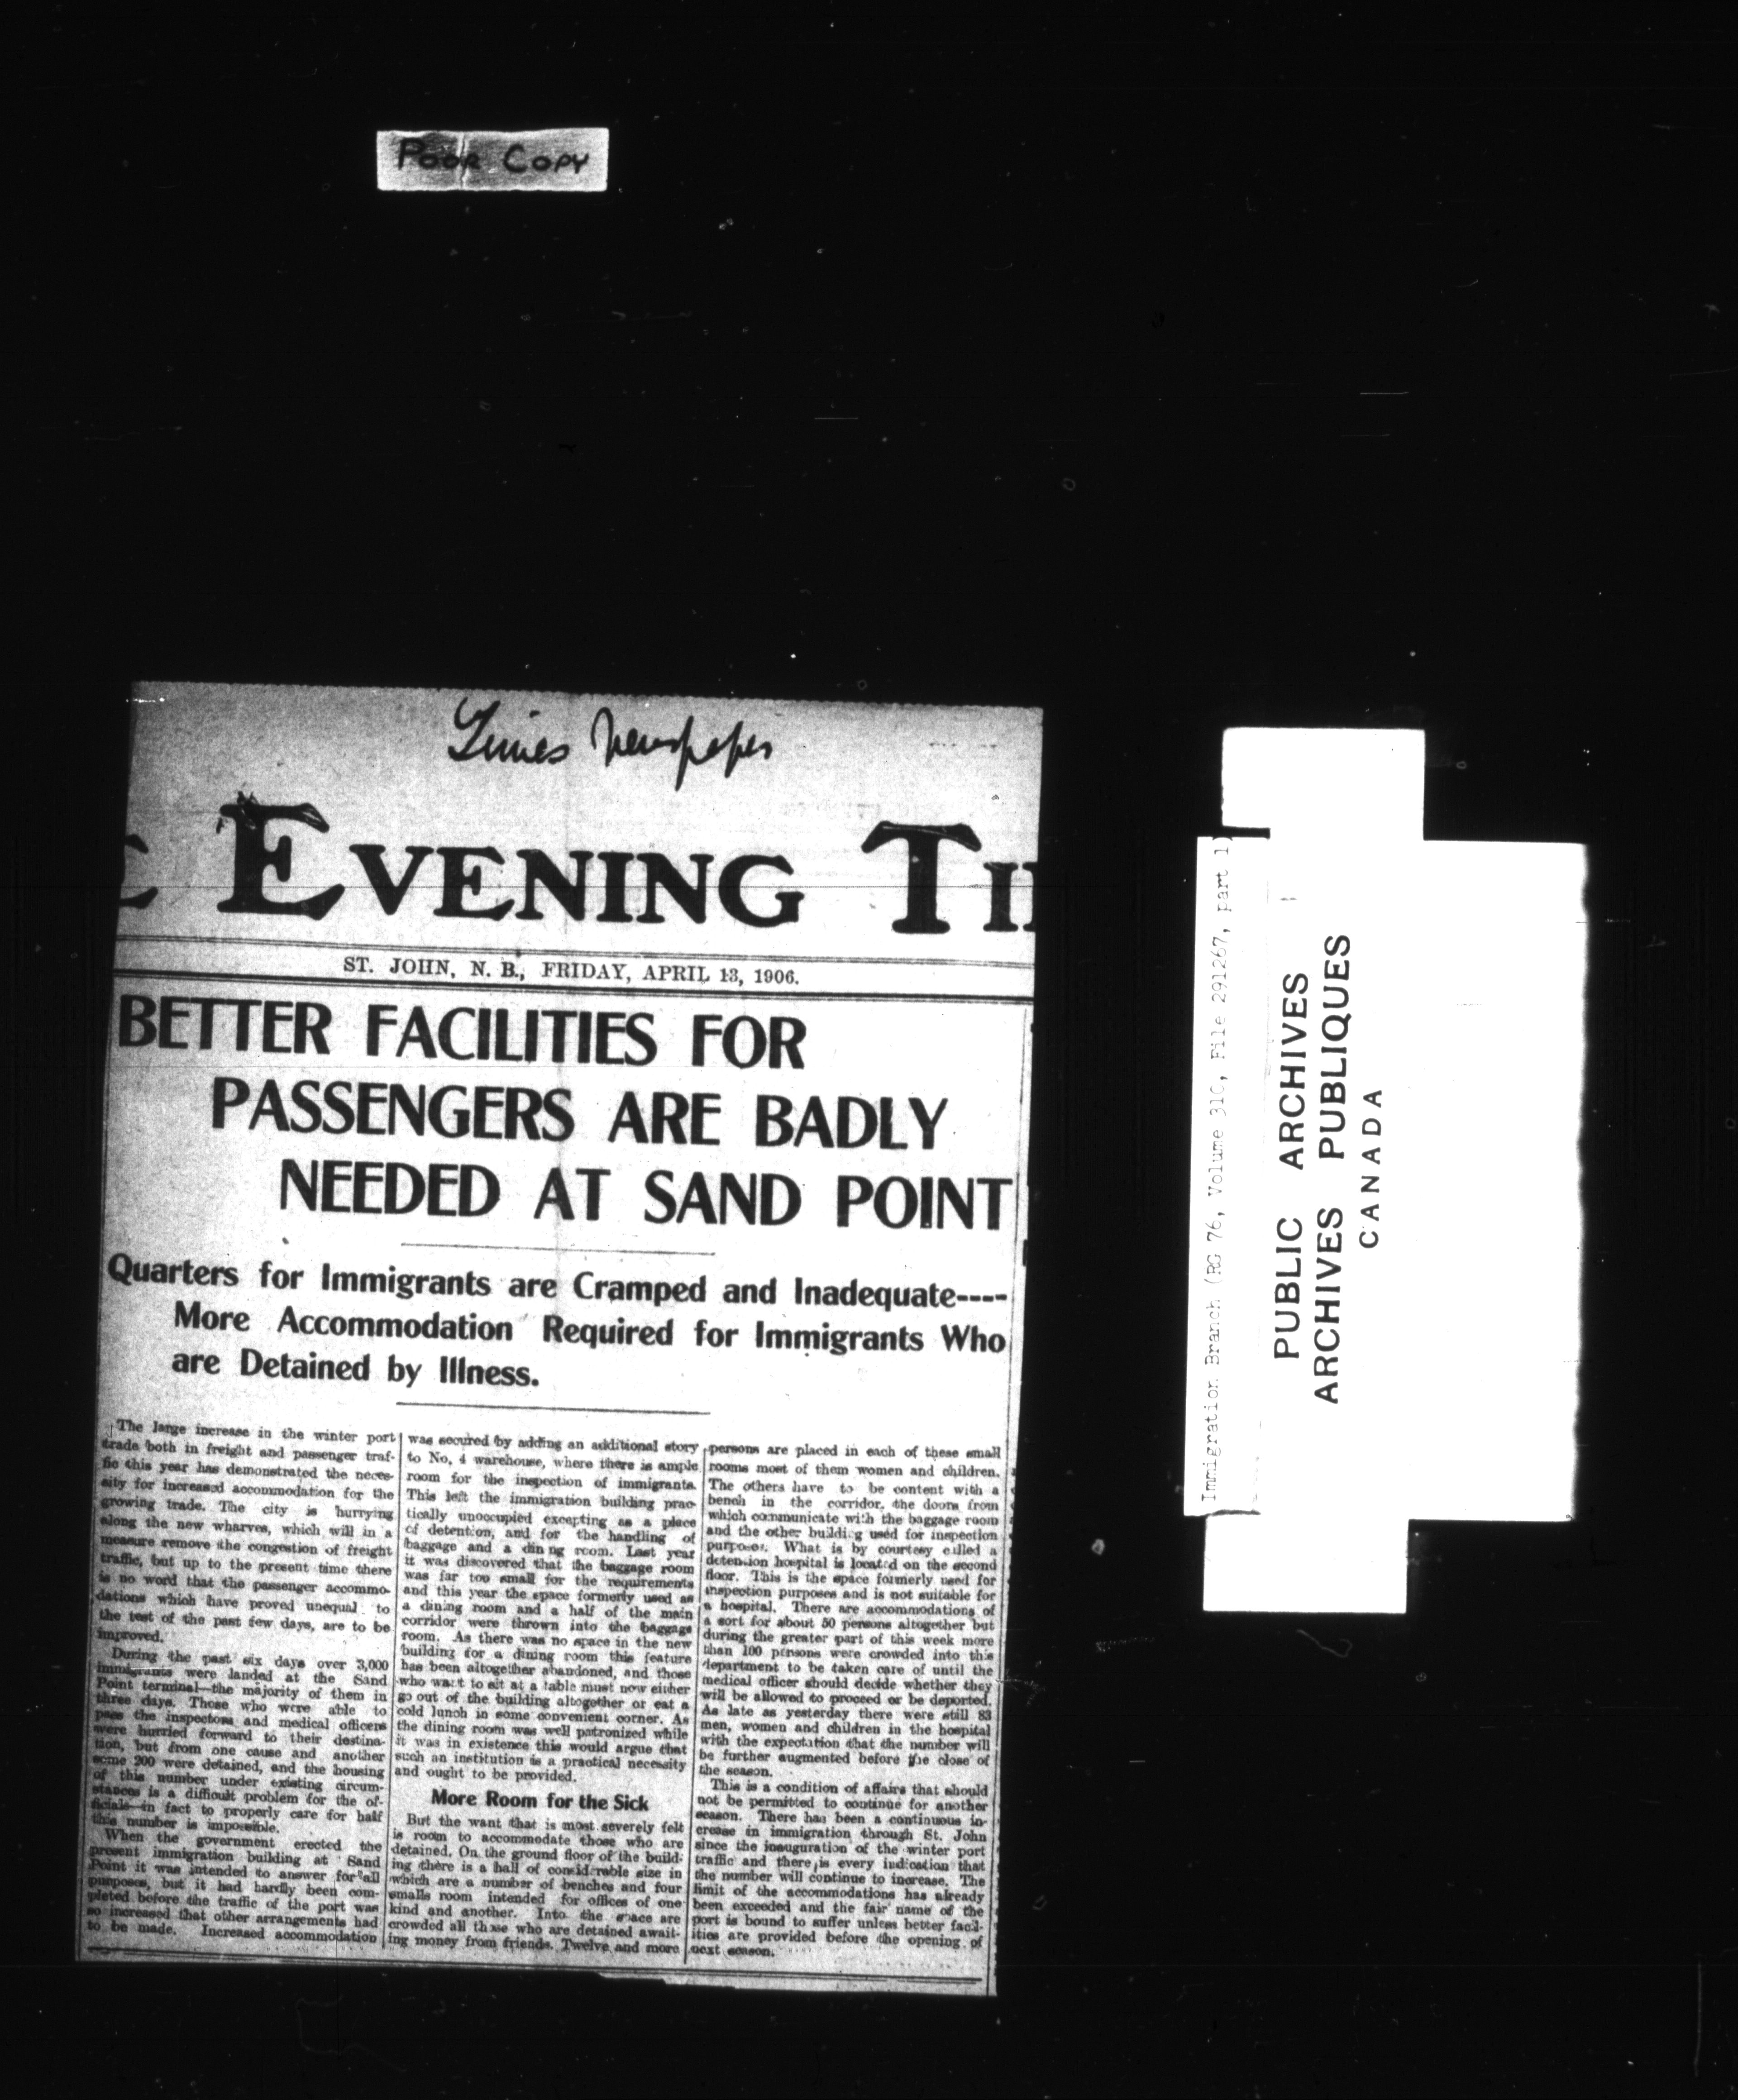 Poor Copy
Times Newspaper
E EVENING TI
ST. JOHN, N. B., FRIDAY, APRIL 13, 1906.
BETTER FACILITIES FOR
PASSENGERS ARE BADLY
NEEDED AT SAND POINT
Quarters for Immigrants are Cramped and Inadequate----
More Accommodation Required for Immigrants Who
are Detained by Illness.
The large increase in the winter port
trade both in freight and passenger traf-
fic this year has demonstrated the neces-
sity for increased accommodation for the
growing trade. The city is hurrying
along the new wharves, which will in a
measure remove the congestion of freight
traffic, but up to the present time there
is no word that the passenger accommo-
dations which have proved unequal to
the test of the past few days, are to be
improved.
During the past six days over 3,000
immigrants were landed at the Sand
Point terminal—the majority of them in
three days. Those who were able to
pass the inspectors and medical officers
were hurried forward to their destina-
tion, but from one cause and another
some 200 were detained, and the housing
of this number under existing circum-
stances is a difficult problem for the of-
ficials—in fact to properly care for half
this number is impossible.
When the government erected the
present immigration building at Sand
Point it was intended to answer for all
purposes, but it had hardly been com-
pleted before the traffic of the port was
so increased that other arrangements had
to be made. Increased accommodation
was secured by adding an additional story
to No, 4 warehouse, where there is ample
room for the inspection of immigrants.
This left the immigration building prac-
tically unoccupied excepting as a place
of detention, and for the handling of
baggage and a din ng room. Last year
it was discovered that the baggage room
was far too small for the requirements
and this year the space formerly used as
a dining room and a half of the main
corridor were thrown into the baggage
room. As there was no space in the new
building for a dining room this feature
has been altogether abandoned, and those
who want to eat at a table must now either
go out of the building altogether or eat a
cold lunch in some convenient corner. As
the dining room was well patronized while
it was in existence this would argue that
such an institution is a practical necessity
and ought to be provided.
More Room for the Sick
But the want that is most severely felt
is room to accommodate those who are
detained. On the ground floor of the build-
ing there is a hall of considerable size in
which are a number of benches and four
smalls room intended for offices of one
kind and another. Into the space are
crowded all those who are detained await-
ing money from friends. Twelve and more
persons are placed in each of these small
rooms most of them women and children.
The others have to be content with a
bench in the corridor, the doors from
which communicate with the baggage room
and the other buildi g used for inspection
purposes. What is by courtesy called a
detension hospital is located on the second
floor. This is the space formerly used for
inspection purposes and is not suitable for
a hospital. There are accommodations of
a sort for about 50 persons altogether but
during the greater part of this week more
than 100 persons were crowded into this
department to be taken care of until the
medical officer should decide whether they
will be allowed to proceed or be deported.
As late as yesterday there were still 83
men, women and children in the hospital
with the expectation that the number will
be further augmented before the close of
the season.
This is a condition of affairs that should
not be permitted to continue for another
season. There has been a continuous in-
crease in immigration through St. John
since the inauguration of the winter port
traffic and there is every indication that
the number will continue to increase. The
limit of the accommodations has already
been exceeded and the fair name of the
port is bound to suffer unless better facil-
ities are provided before the opening of
next season.
Immigration Branch (RG 76, Volume 310, File 291267, part 1)
PUBLIC ARCHIVES
ARCHIVES PUBLIQUES
CANADA